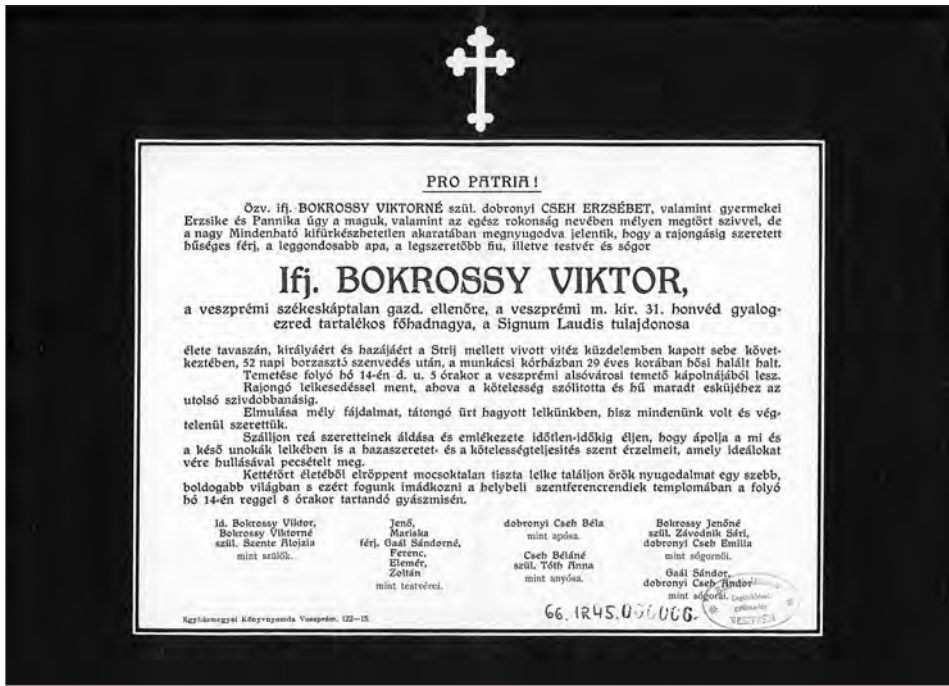 PRO PATRIA!
Özv. ifj. BOKROSSY VIKTORNÉ szül. dobronyi CSEH ERZSÉBET, valamint gyermekei
Erzsike és Pannika úgy a maguk, valamint az egész rokonság nevében mélyen megtört szivvel, de
a nagy Mindenható kifürkészhetetlen akaratában megnyugodva jelentik, hogy a rajongásig szeretett
hűséges férj, a leggondosabb apa, a legszeretőbb fiu, illetve testvér és sógor
Ifj. BOKROSSY VIKTOR,
a veszprémi székeskáptalan gazd. ellenőre, a veszprémi m. kir. 31. honvéd gyalog-
ezred tartalékos főhadnagya, a Signum Laudis tulajdonosa
élete tavaszán, királyáért és hazájáért a Strij mellett vivott vitéz küzdelemben kapott sebe követ-
keztében, 52 napi borzasztó szenvedés után, a munkácsi kórházban 29 éves korában hősi halált halt.
Temetése folyó hó 14-én d. u. 5 órakor a veszprémi alsóvárosi temető kápolnájából lesz.
Rajongó lelkesedéssel ment, ahova a kötelesség szólitotta és hű maradt esküjéhez az
utolsó szivdobbanásig.
Elmulása mély fájdalmat, tátongó ürt hagyott lelkünkben, hisz mindenünk volt és vég-
telenül szerettük.
Szálljon reá szeretteinek áldása és emlékezete időtlen-időkig éljen, hogy ápolja a mi és
a késő unokák lelkében is a hazaszeretet- és a kötelességteljesités szent érzelmeit, amely ideálokat
vére hullásával pecsételt meg.
Kettétört életéből elröppent mocsoktalan tiszta lelke találjon örök nyugodalmat egy szebb,
boldogabb világban s ezért fogunk imádkozni a helybeli szentferencrendiek templomában a folyó
hó 14-én reggel 8 órakor tartandó gyászmisén.
Id. Bokrossy Viktor,
Bokrossy Viktorné
szül. Szente Alojzia
mint szülők.
Jenő,
Mariska
férj. Gaál Sándorné,
Ferenc,
Elemér,
Zoltán
mint testvérei.
dobronyi Cseh Béla
mint apósa.
Cseh Béláné
szül. Tóth Anna
mint anyósa.
Bokrossy Jenőné
szül. Závodnik Sári,
dobronyi Cseh Emilia
mint sógornői.
Gaál Sándor,
dobronyi Cseh Andor
mint sógorai.
Egyházmegyei Könyvnyomda Veszprém, 122—15.
66.1245.
VESZPRÉM